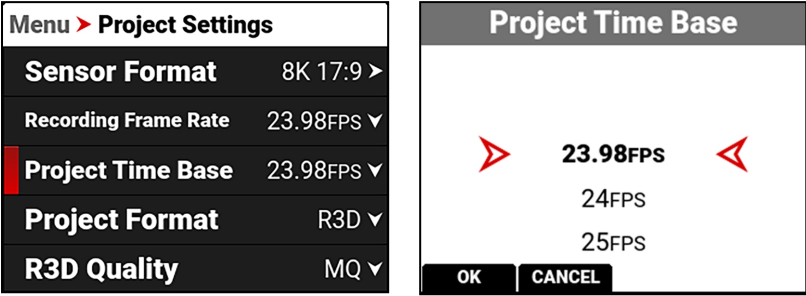 Menu > Project Settings
Sensor Format 8K 17:9
Recording Frame Rate 23.98FPS
Project Time Base 23.98FPS
Project Format R3D
R3D Quality MQ
Project Time Base
23.98FPS
24FPS
25FPS
OK CANCEL